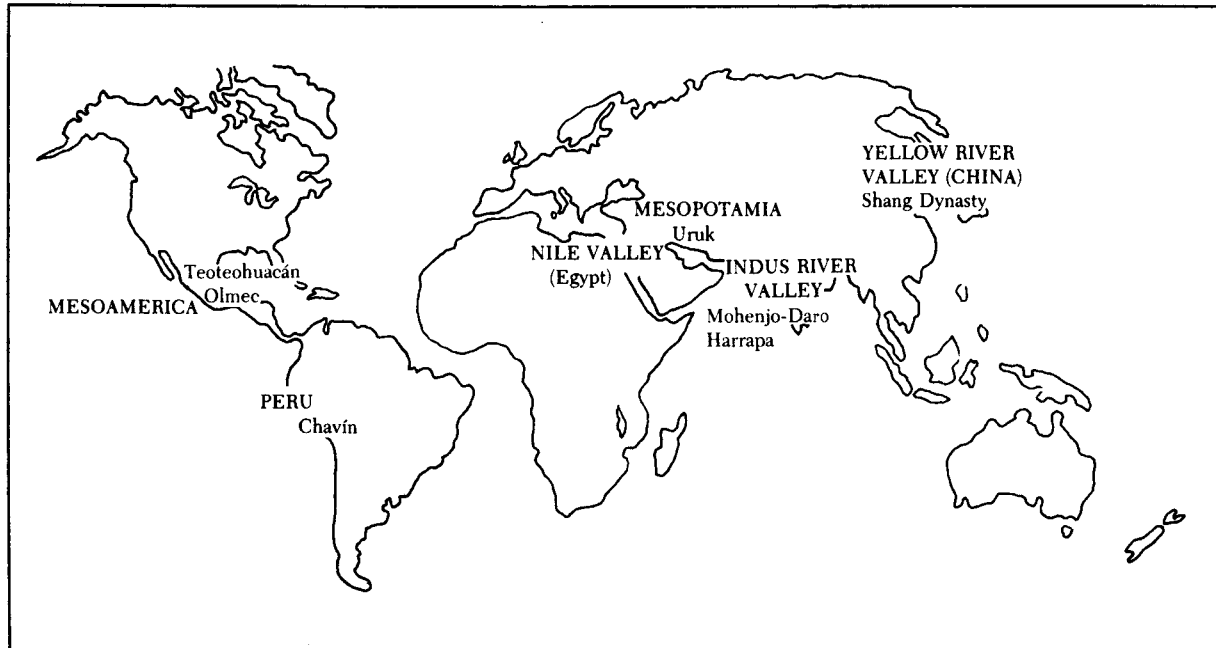 YELLOW RIVER
VALLEY (CHINA)
Shang Dynasty
MESOPOTAMIA
Uruk
NILE VALLEY
(Egypt)
INDUS RIVER
VALLEY
Mohenjo-Daro
Harrapa
Teoteohuacán
Olmec
MESOAMERICA
PERU
Chavín